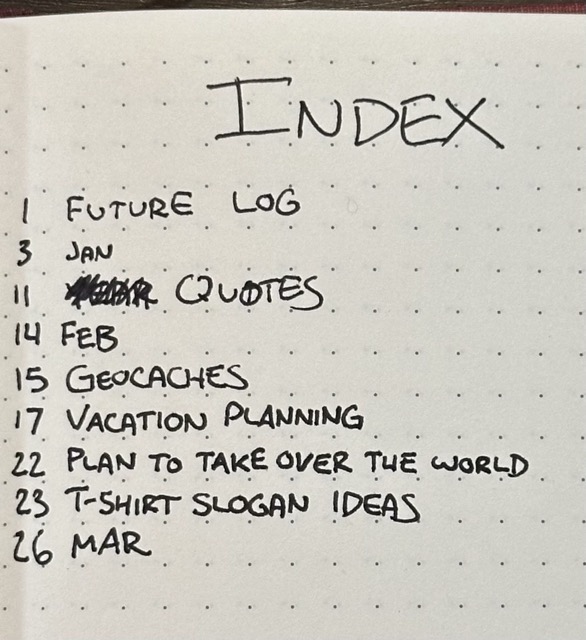 INDEX
1 FUTURE LOG
3 JAN
11 QUOTES
14 FEB
15 GEOCACHES
17 VACATION PLANNING
22 PLAN TO TAKE OVER THE WORLD
23 T-SHIRT SLOGAN IDEAS
26 MAR